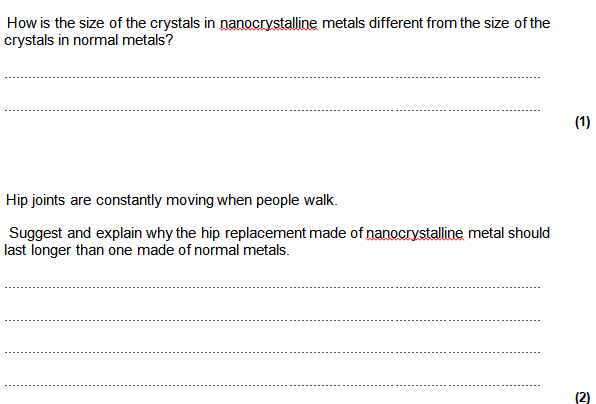 How is the size of the crystals in nanocrystalline metals different from the size of the
crystals in normal metals?
(1)
Hip joints are constantly moving when people walk.
Suggest and explain why the hip replacement made of nanocrystalline metal should
last longer than one made of normal metals.
(2)